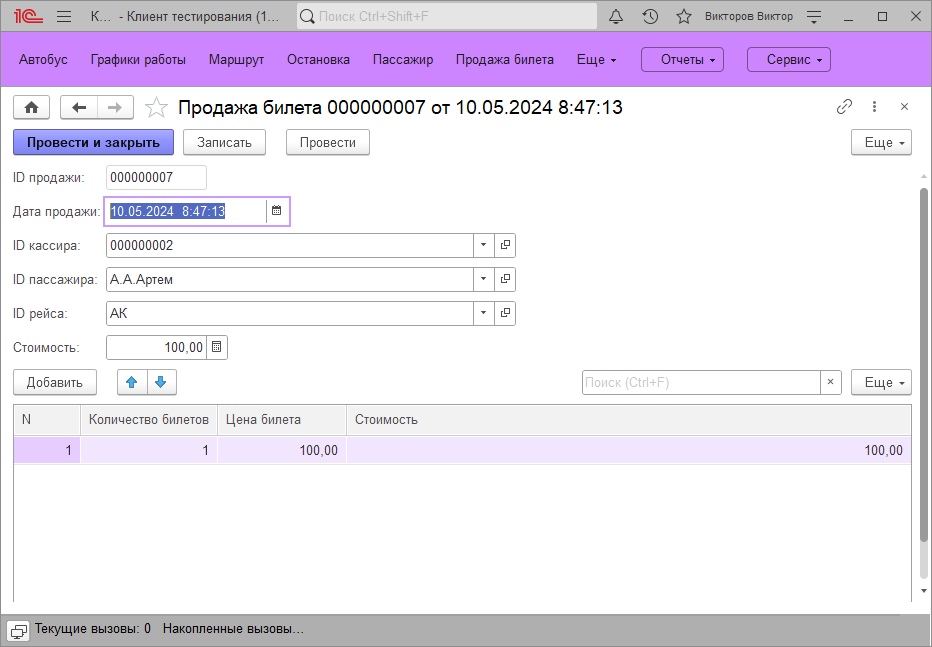 1С К... - Клиент тестирования (1... Поиск Ctrl+Shift+F Викторов Виктор
Автобус Графики работы Маршрут Остановка Пассажир Продажа билета Еще Отчеты Сервис
Продажа билета 000000007 от 10.05.2024 8:47:13
Провести и закрыть Записать Провести Еще
ID продажи: 000000007
Дата продажи: 10.05.2024 8:47:13
ID кассира: 000000002
ID пассажира: А.А.Артем
ID рейса: АК
Стоимость: 100,00
Добавить Поиск (Ctrl+F) × Еще
N Количество билетов Цена билета Стоимость
1 1 100,00 100,00
Текущие вызовы: 0 Накопленные вызовы...